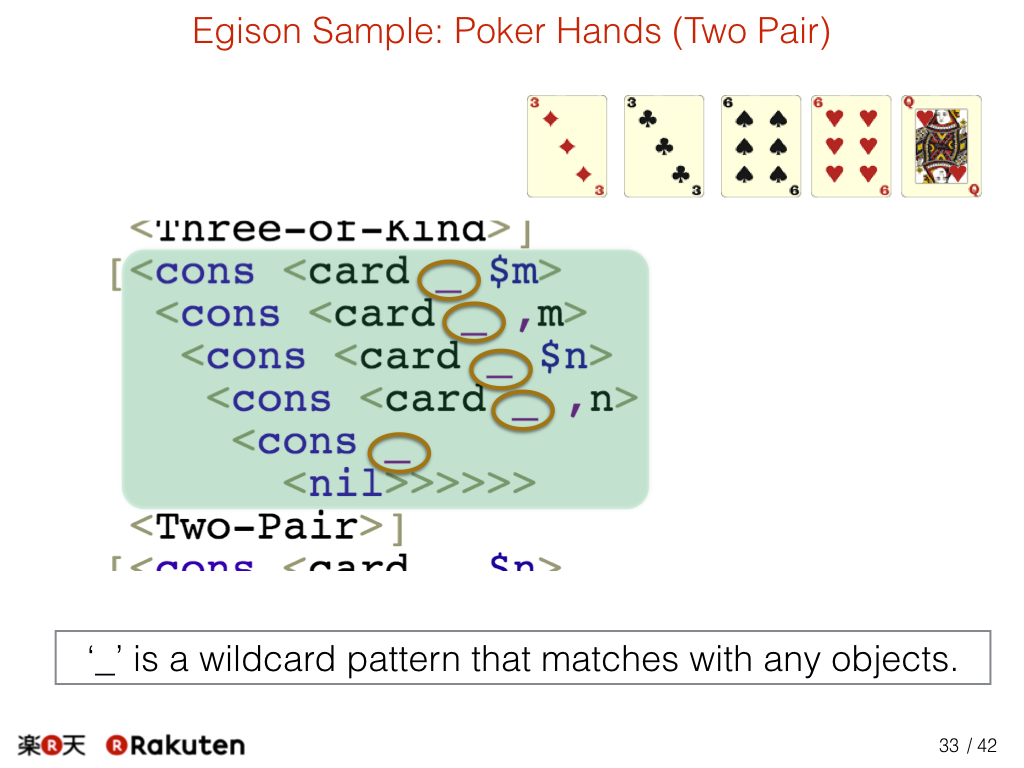 Egison Sample: Poker Hands (Two Pair)
3 3 6 6 Q
3 3 6 6 Q
<Three-of-Kind>]
[<cons <card _ $m>
<cons <card _ ,m>
<cons <card _ $n>
<cons <card _ ,n>
<cons _
<nil>>>>>>
<Two-Pair>]
[<cons <card _ $n>
‘_’ is a wildcard pattern that matches with any objects.
楽R天 R Rakuten
33 / 42